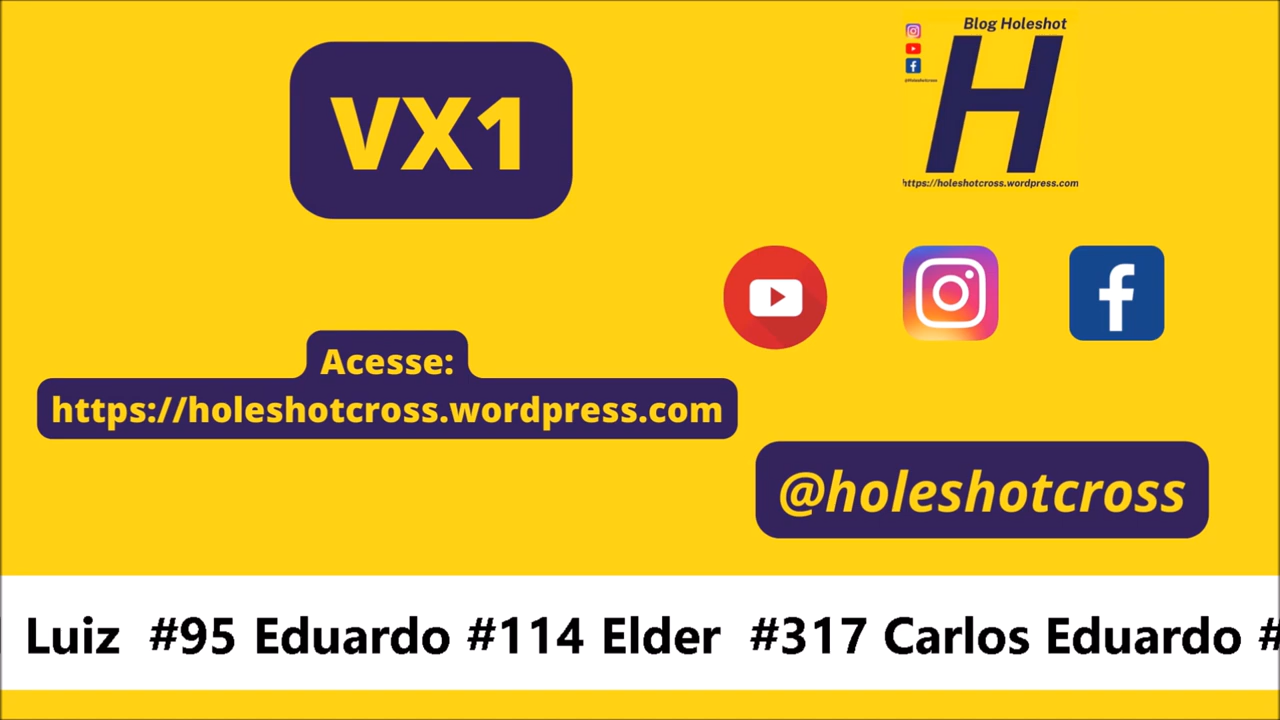 Blog Holeshot
H
https://holeshotcross.wordpress.com
VX1
Acesse:
https://holeshotcross.wordpress.com
@holeshotcross
Luiz #95 Eduardo #114 Elder #317 Carlos Eduardo #